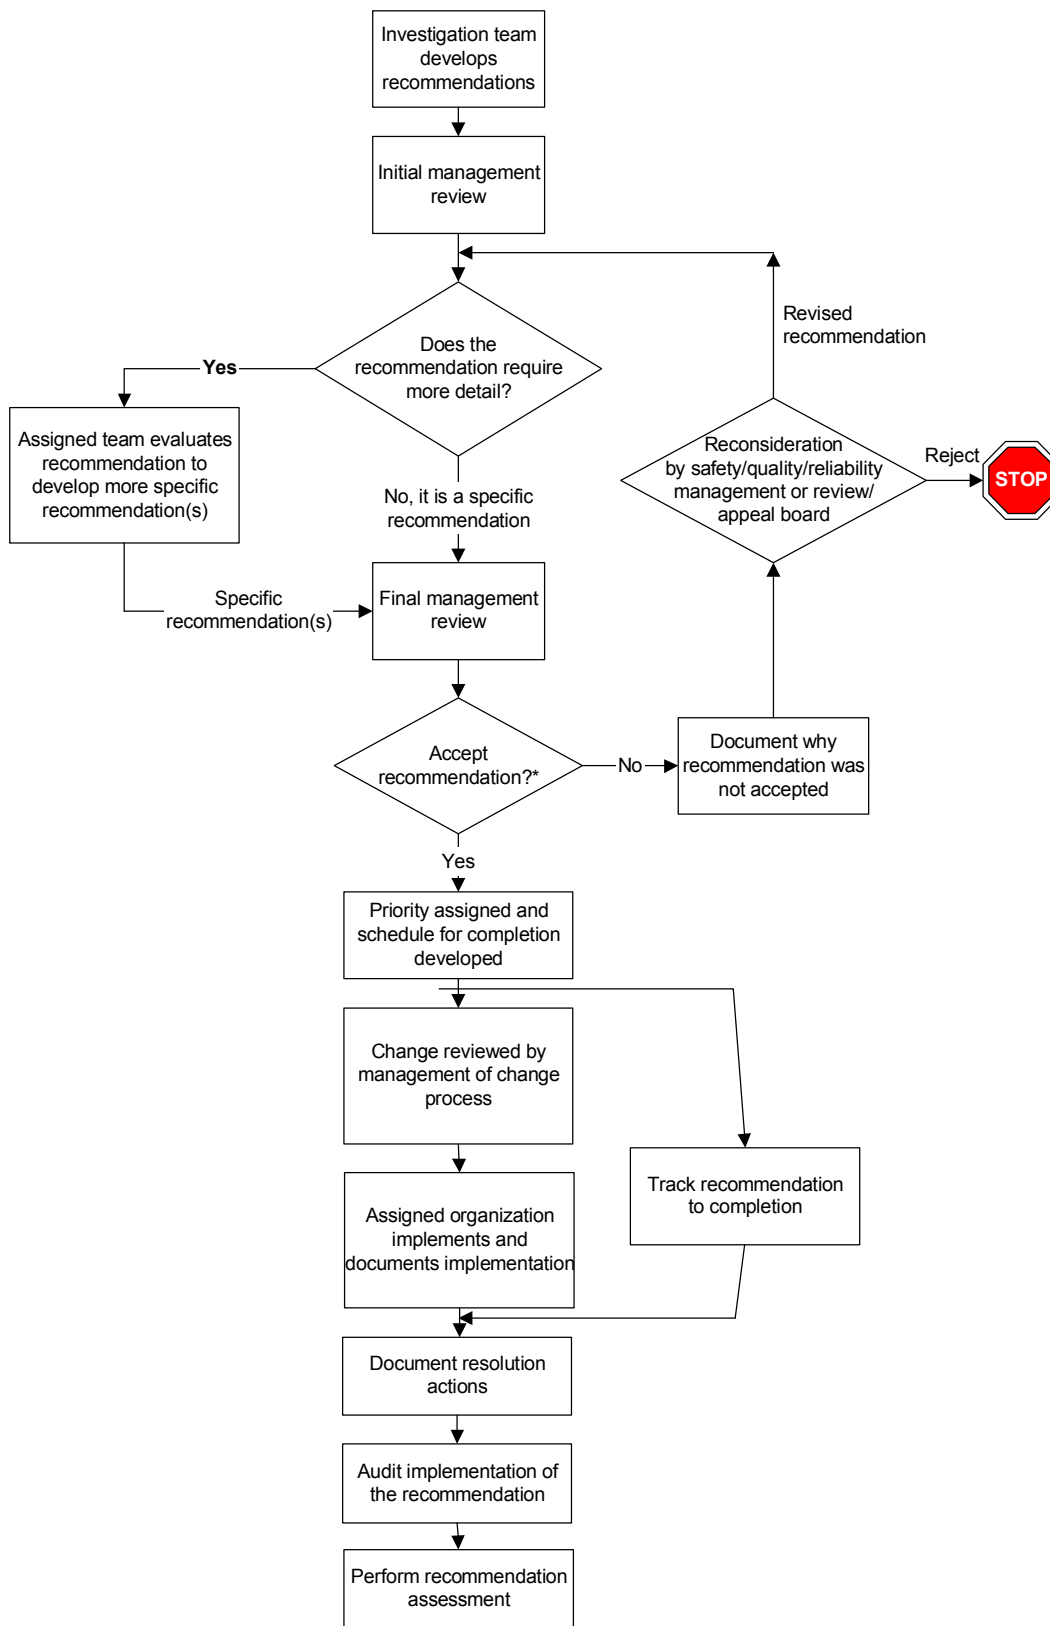 Investigation team
develops
recommendations
Initial management
review
Does the
recommendation require
more detail?
Yes
Assigned team evaluates
recommendation to
develop more specific
recommendation(s)
No, it is a specific
recommendation
Specific
recommendation(s)
Final management
review
Revised
recommendation
Reconsideration
by safety/quality/reliability
management or review/
appeal board
Reject
STOP
Accept
recommendation?*
No
Document why
recommendation was
not accepted
Yes
Priority assigned and
schedule for completion
developed
Change reviewed by
management of change
process
Track recommendation
to completion
Assigned organization
implements and
documents implementation
Document resolution
actions
Audit implementation of
the recommendation
Perform recommendation
assessment